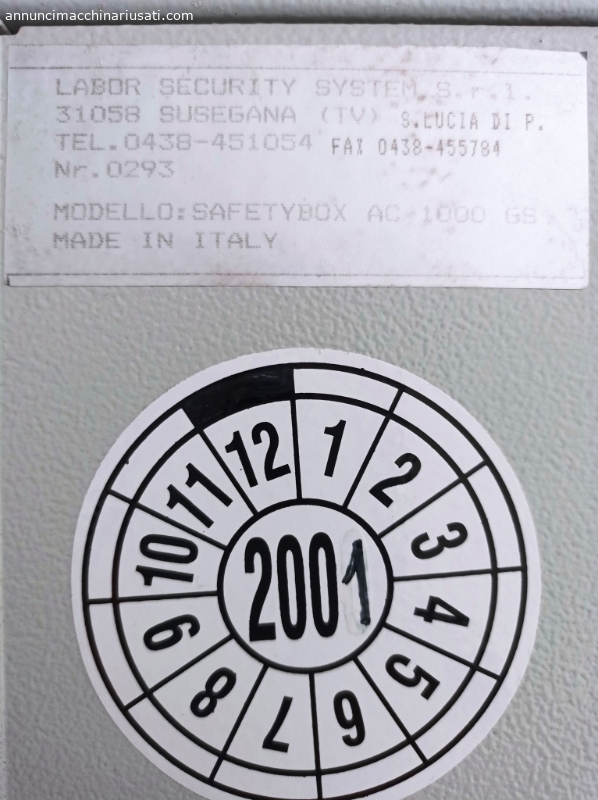 annuncimacchinariusati.com
LABOR SECURITY SYSTEM S.r.l.
31058 SUSEGANA (TV) S.LUCIA DI P.
TEL.0438-451054 FAX 0438-455784
Nr.0293
MODELLO:SAFETYBOX AC 1000 GS
MADE IN ITALY
12
1
2
3
4
5
6
7
8
9
10
11
2001